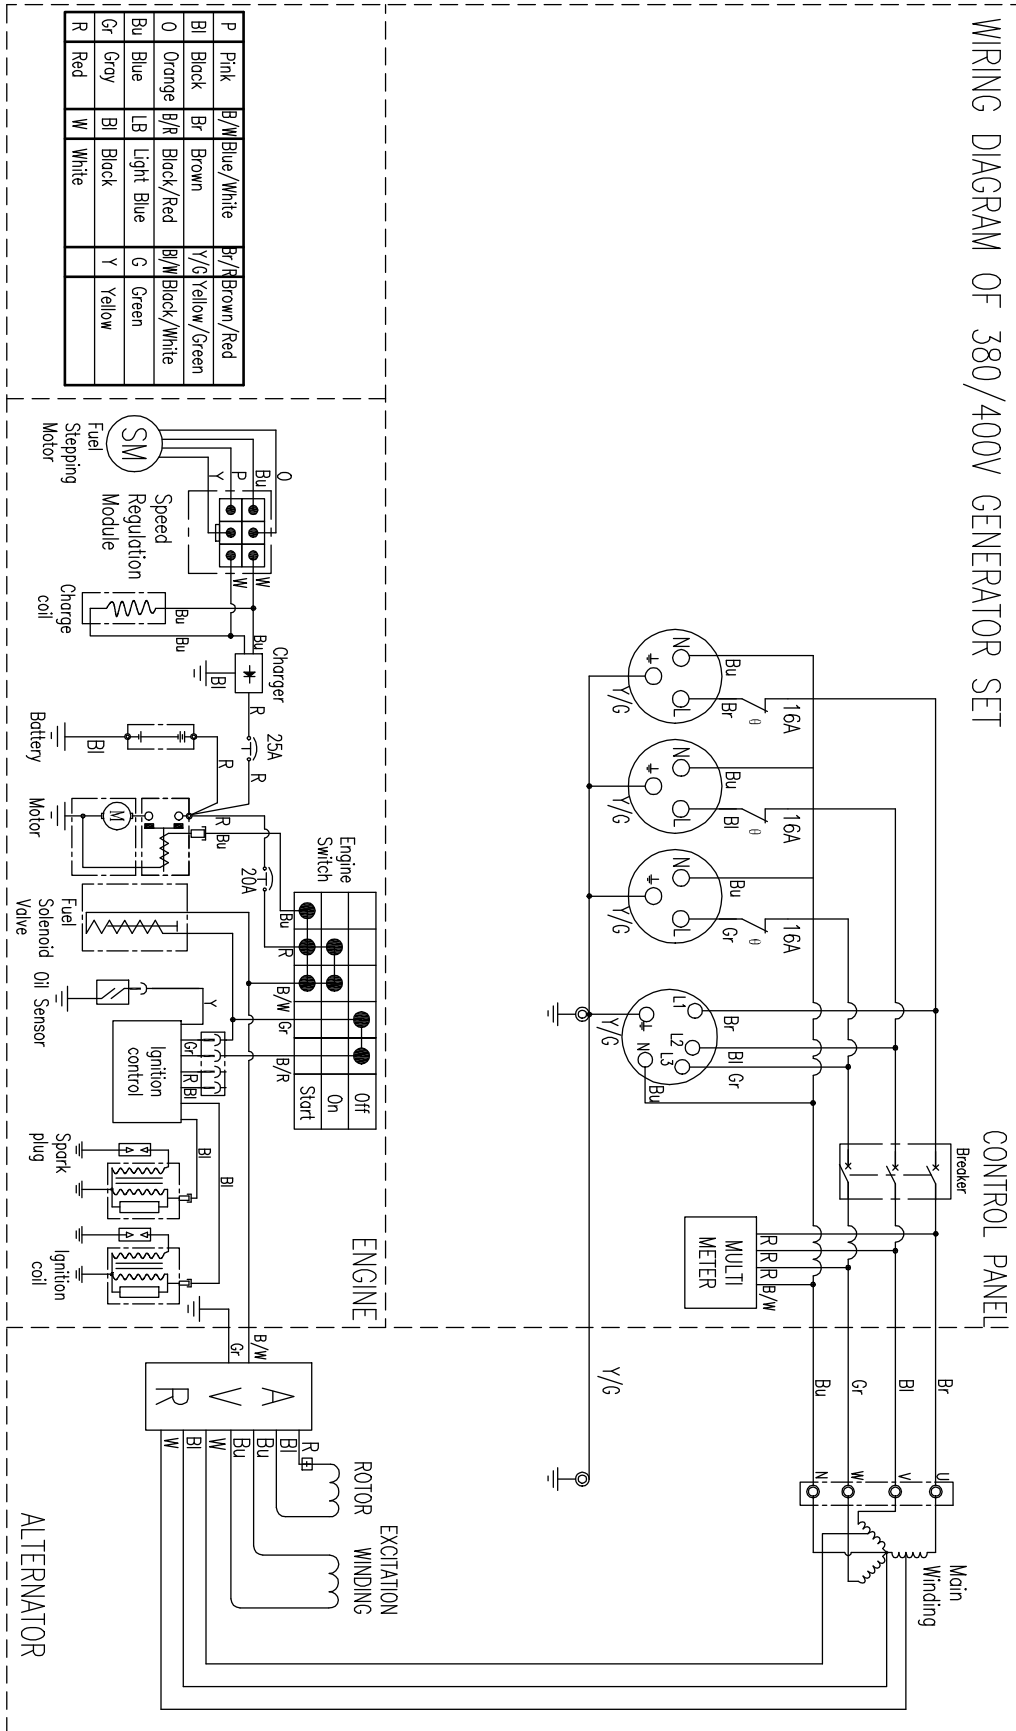 WIRING DIAGRAM OF 380/400V GENERATOR SET
CONTROL PANEL
Breaker
16A
16A
16A
θ
θ
θ
N
L
Bu
Br
Y/G
N
L
Bu
Bl
Y/G
N
L
Bu
Gr
Y/G
L1
L2
L3
N
Br
Bl
Gr
Bu
Y/G
MULTI
METER
R
R
R
B/W
Br
Bl
Gr
Bu
Y/G
U
V
W
N
Main
Winding
P Pink B/W Blue/White Br/R Brown/Red
Bl Black Br Brown Y/G Yellow/Green
O Orange B/R Black/Red Bl/W Black/White
Bu Blue LB Light Blue G Green
Gr Gray Bl Black Y Yellow
R Red W White
ENGINE
SM
Fuel
Stepping
Motor
O
Bu
P
Y
Speed
Regulation
Module
W
W
Charge
coil
Bu
Bu
Bu
Charger
Bl
R
25A
R
R
Battery
Bl
Motor
M
R
Bu
20A
Engine
Switch
Off
On
Start
Bu
R
B/W
Gr
B/R
Fuel
Solenoid
Valve
Oil Sensor
Y
Ignition
control
Gr
R
Bl
Bl
Bl
Spark
plug
Ignition
coil
B/W
Gr
A V R
R
Bl
Bu
Bu
W
Bl
W
ROTOR
EXCITATION
WINDING
ALTERNATOR